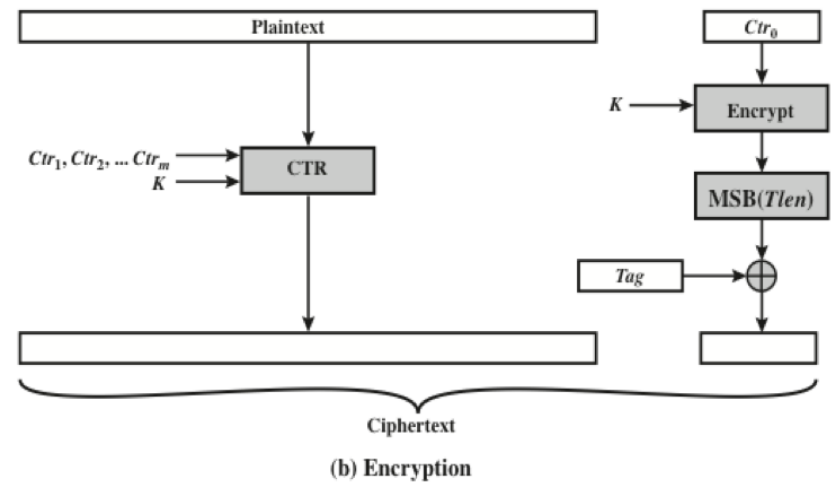 Plaintext
Ctr₀
K
Encrypt
Ctr₁, Ctr₂, ... Ctrₘ
K
CTR
MSB(Tlen)
Tag
Ciphertext
(b) Encryption